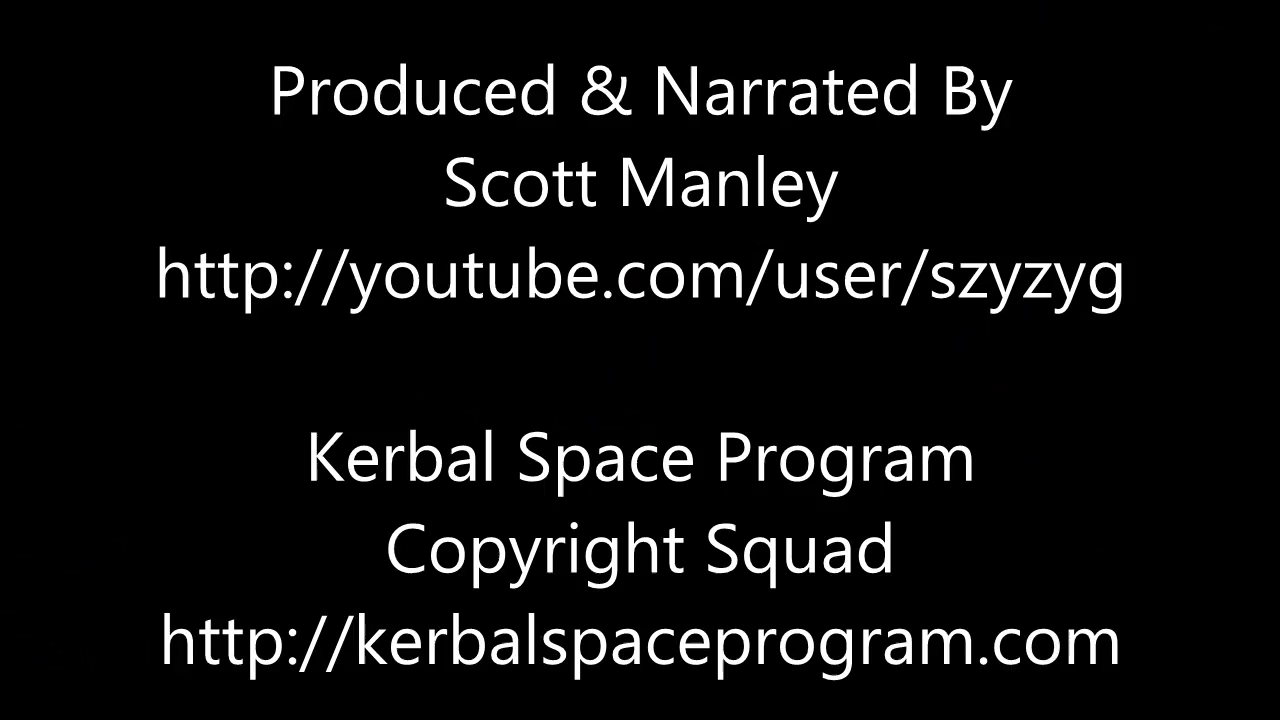 Produced & Narrated By
Scott Manley
http://youtube.com/user/szyzyg
Kerbal Space Program
Copyright Squad
http://kerbalspaceprogram.com